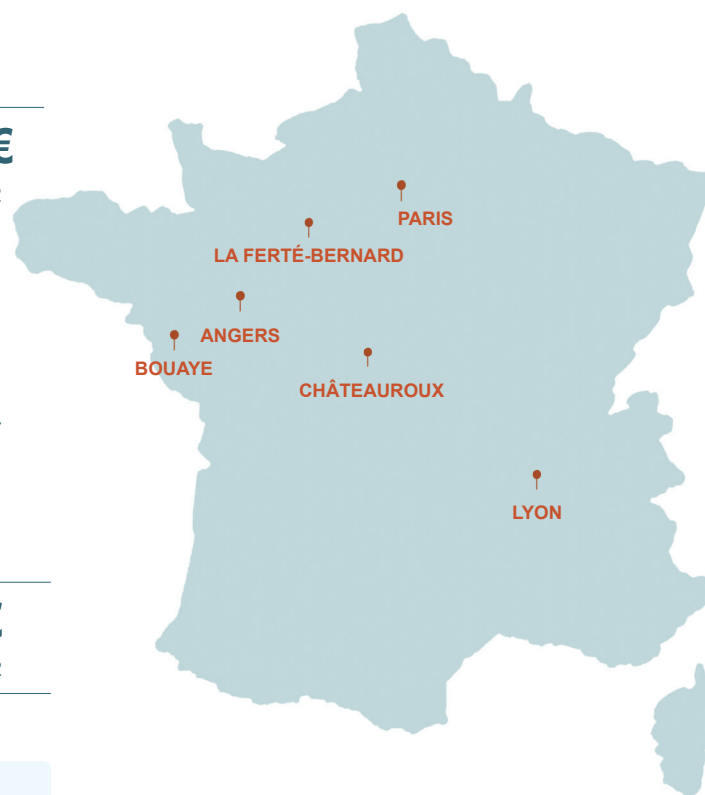 €
PARIS
LA FERTÉ-BERNARD
ANGERS
BOUAYE
CHÂTEAUROUX
LYON
€